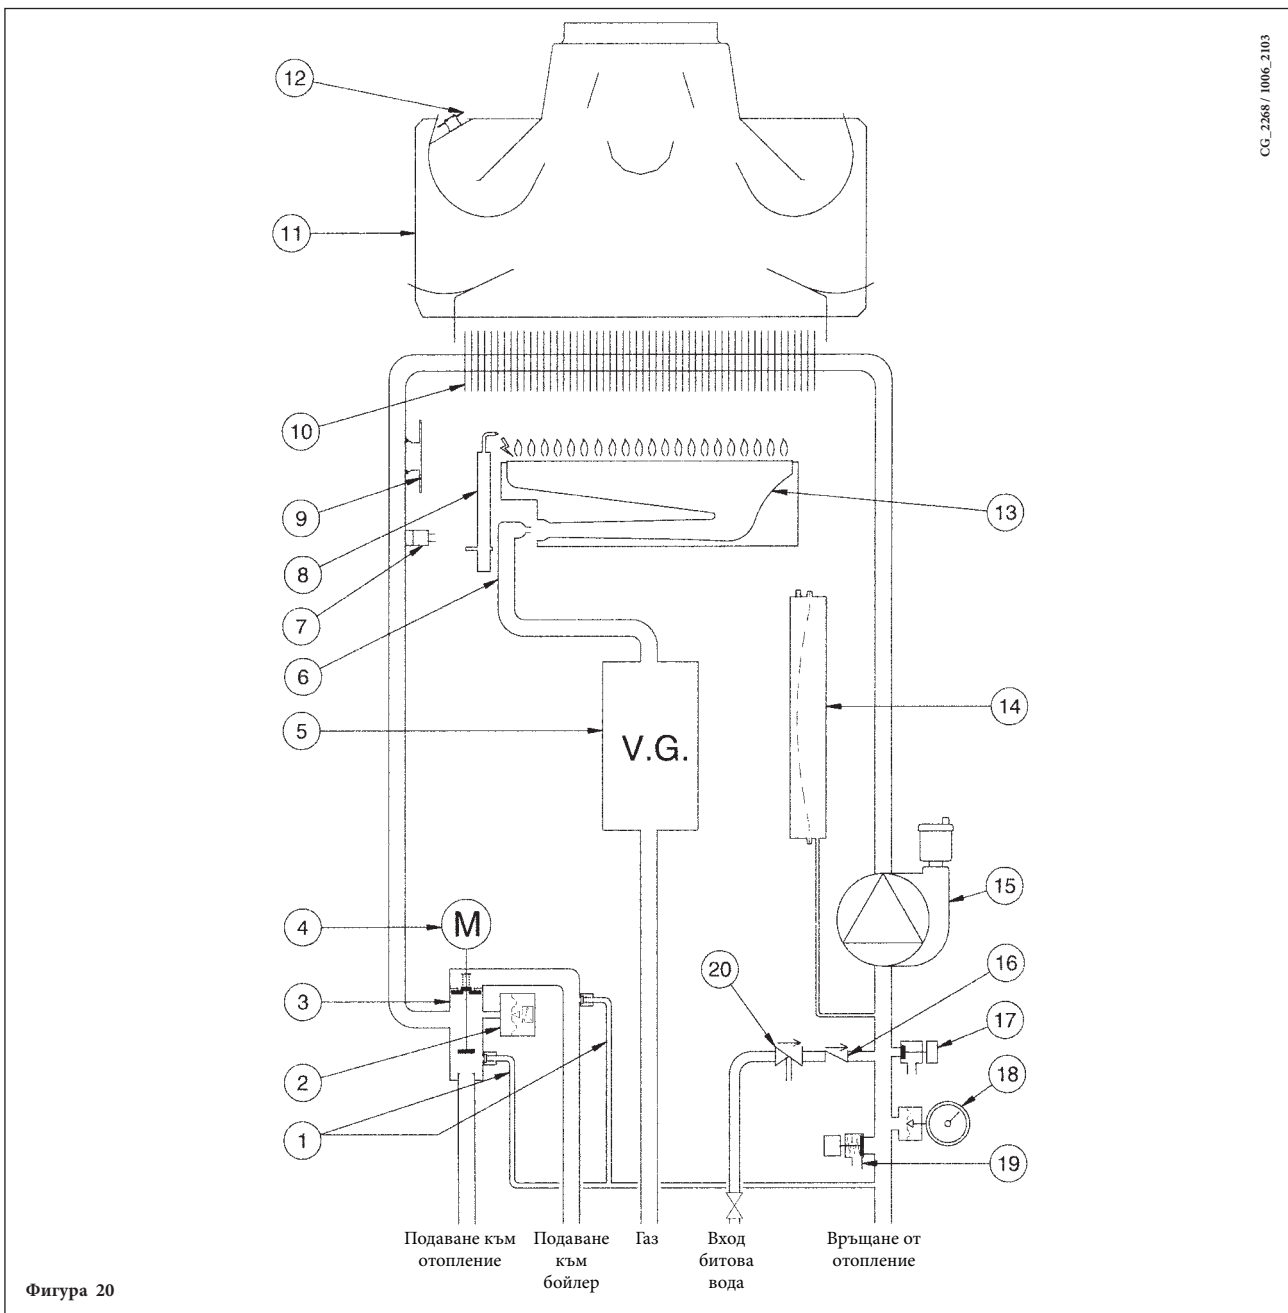 CG_2268 / 1006_2103
12
11
10
9
8
7
6
5
4
3
2
1
13
14
15
16
17
18
19
20
V.G.
M
Подаване към
отопление
Подаване
към
бойлер
Газ
Вход
битова
вода
Връщане от
отопление
Фигура 20